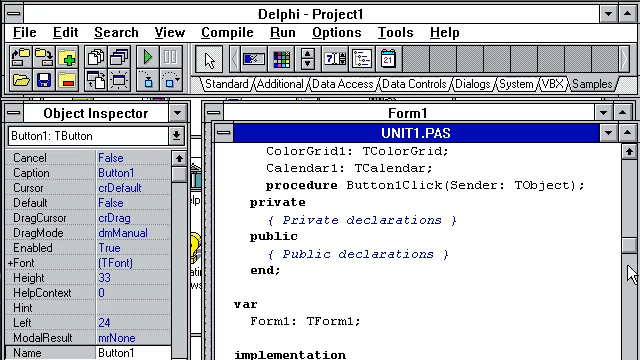 Delphi - Project1
File Edit Search View Compile Run Options Tools Help
Standard Additional Data Access Data Controls Dialogs System VBX Samples
Object Inspector
Button1: TButton
Cancel False
Caption Button1
Cursor crDefault
Default False
DragCursor crDrag
DragMode dmManual
Enabled True
+Font (TFont)
Height 33
HelpContext 0
Hint
Left 24
ModalResult mrNone
Name Button1
Form1
UNIT1.PAS
ColorGrid1: TColorGrid;
Calendar1: TCalendar;
procedure Button1Click(Sender: TObject);
private
{ Private declarations }
public
{ Public declarations }
end;
var
Form1: TForm1;
implementation